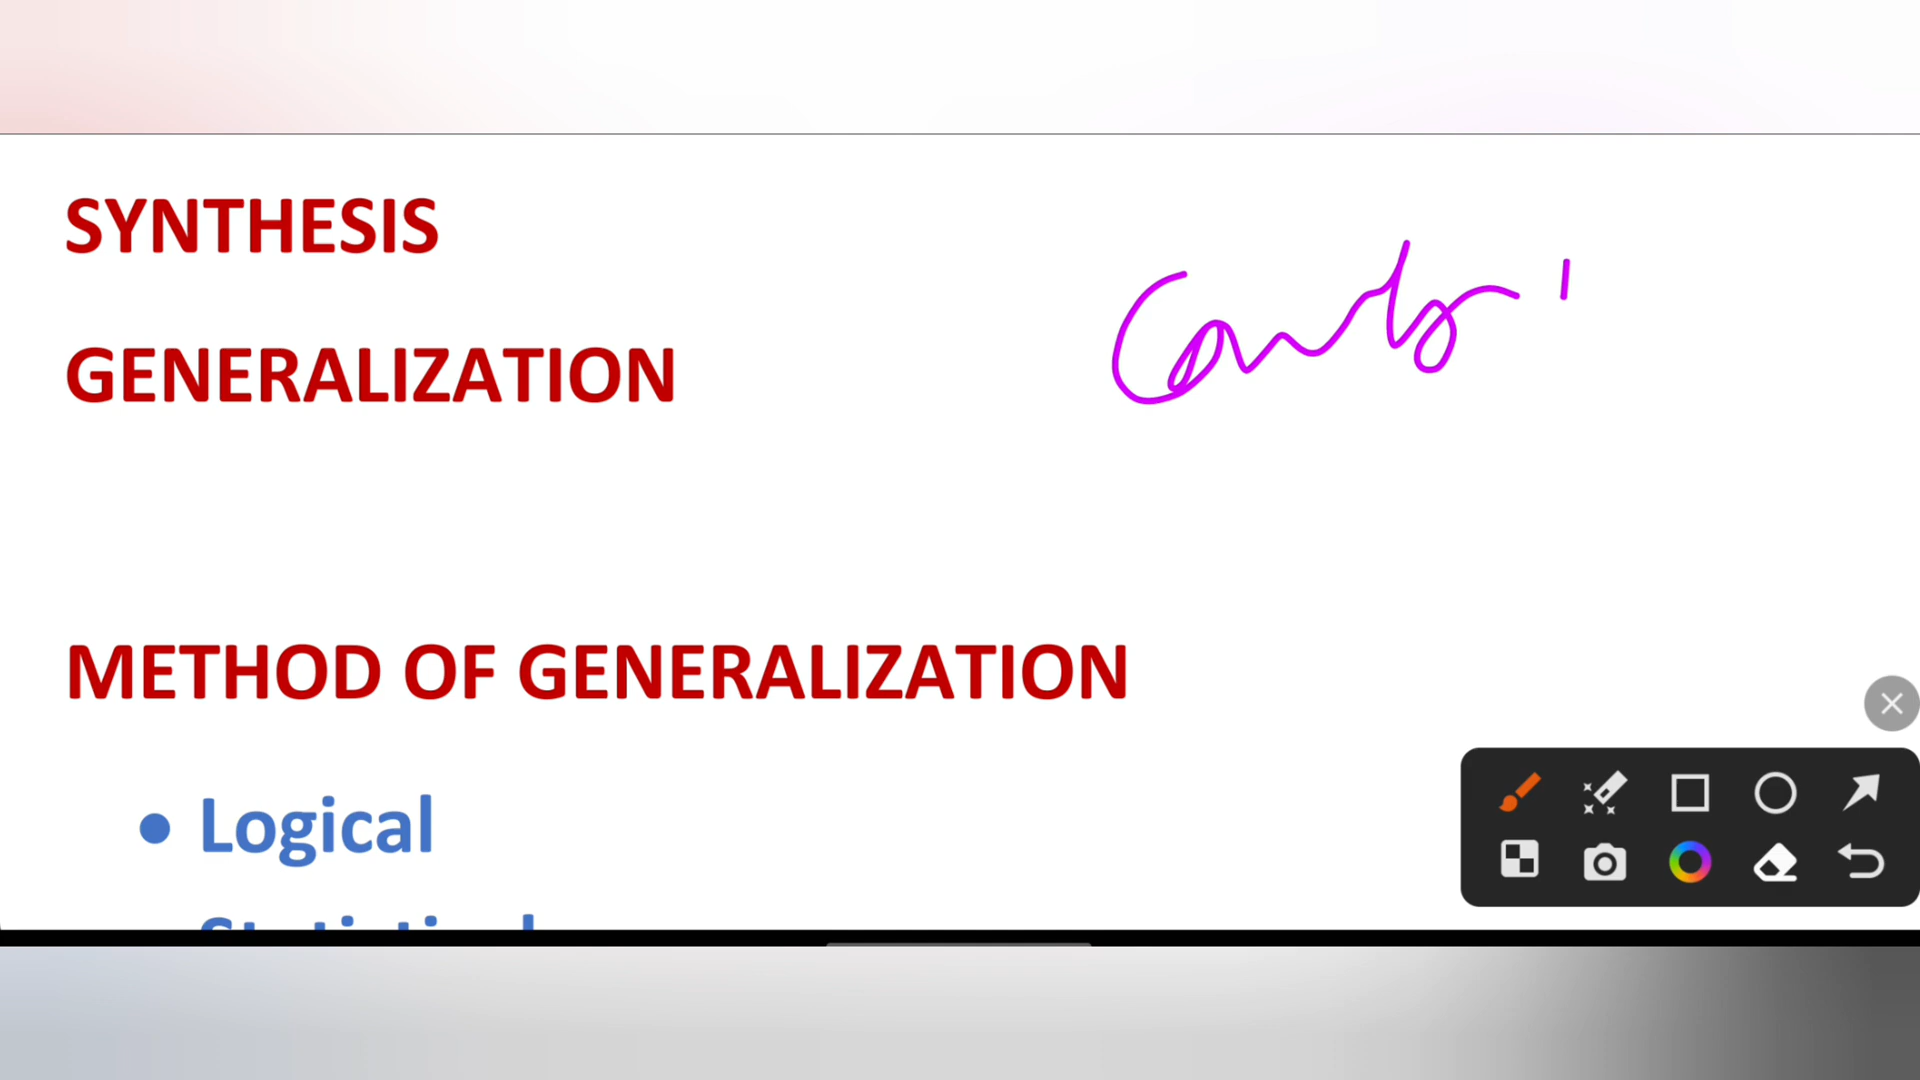 SYNTHESIS
GENERALIZATION
METHOD OF GENERALIZATION
• Logical